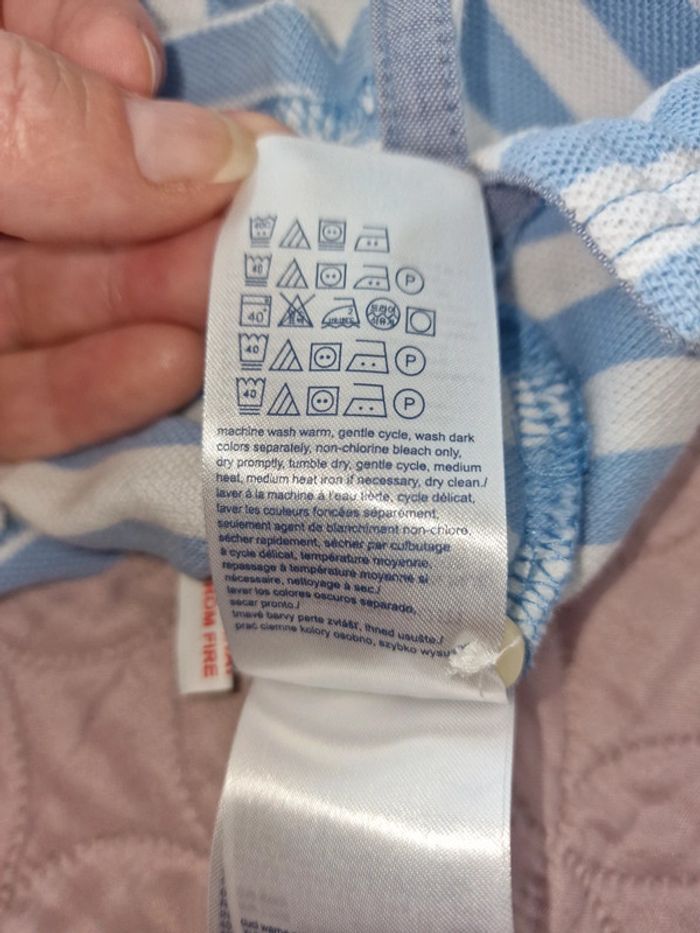 40
P
40
P
40
P
machine wash warm, gentle cycle, wash dark
colors separately, non-chlorine bleach only,
dry promptly, tumble dry, gentle cycle, medium
heat, medium heat iron if necessary, dry clean./
laver à la machine à l'eau tiède, cycle délicat,
laver les couleurs foncées séparément,
seulement agent de blanchiment non-chloré,
sécher rapidement, sécher par culbutage
à cycle délicat, température moyenne,
repassage à température moyenne si
nécessaire, nettoyage à sec./
lavar los colores oscuros separado,
secar pronto./
tmavé barvy perte zvlášť, ihned usušte./
prać ciemne kolory osobno, szybko
FIRE